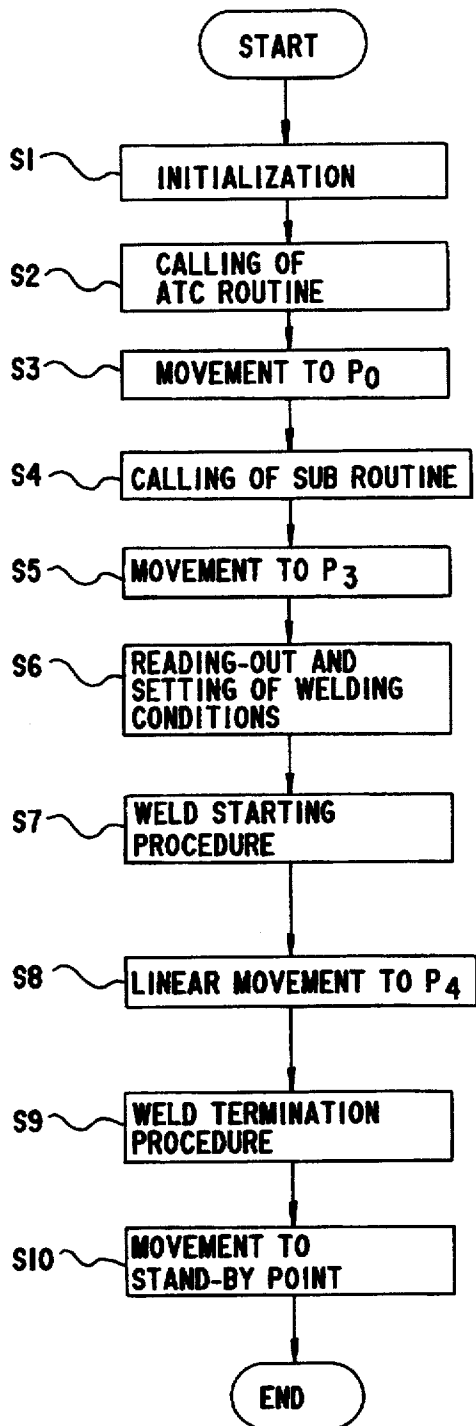 START
S1 INITIALIZATION
S2 CALLING OF
ATC ROUTINE
S3 MOVEMENT TO P0
S4 CALLING OF SUB ROUTINE
S5 MOVEMENT TO P3
S6 READING-OUT AND
SETTING OF WELDING
CONDITIONS
S7 WELD STARTING
PROCEDURE
S8 LINEAR MOVEMENT TO P4
S9 WELD TERMINATION
PROCEDURE
S10 MOVEMENT TO
STAND-BY POINT
END